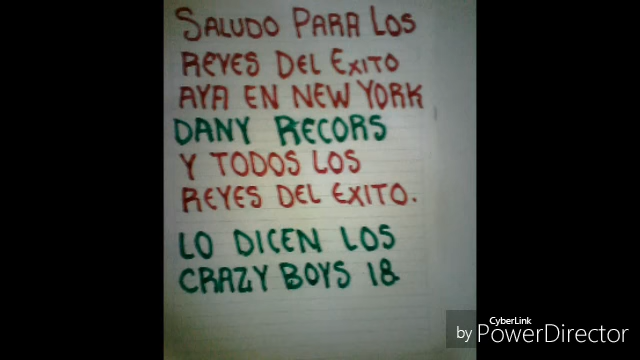 SALUDO PARA LOS
REYES DEL EXITO
AYA EN NEW YORK
DANY RECORS
Y TODOS LOS
REYES DEL EXITO.
LO DICEN LOS
CRAZY BOYS 18
CyberLink
by PowerDirector